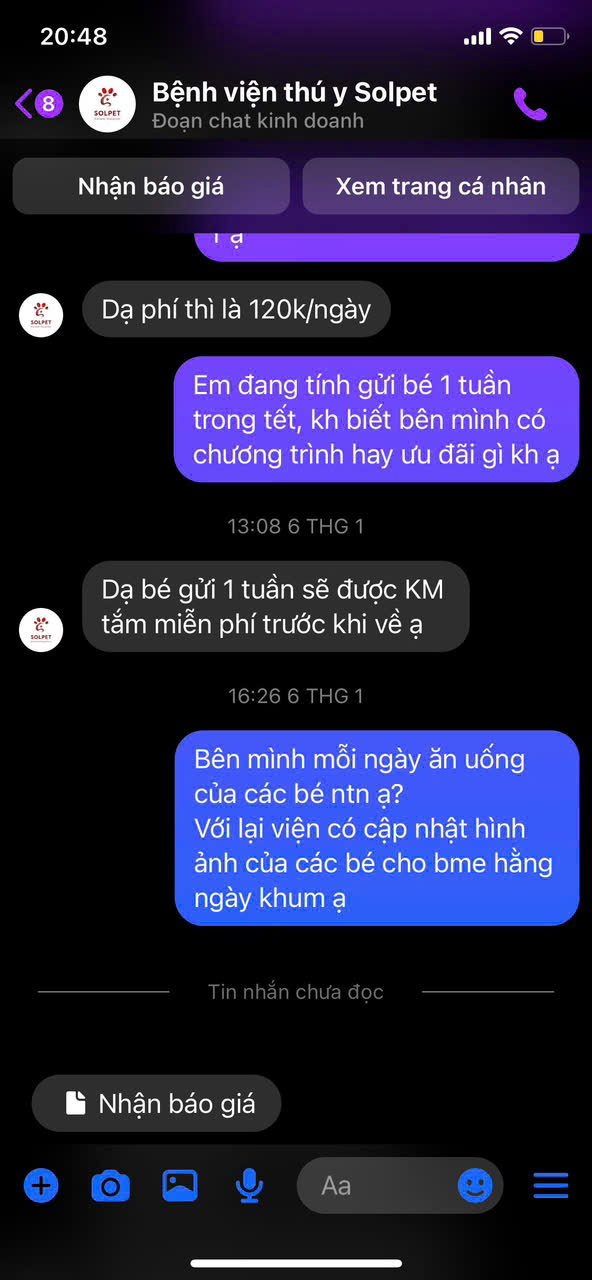 20:48
8
SOLPET
Bệnh viện thú y Solpet
Đoạn chat kinh doanh
Nhận báo giá
Xem trang cá nhân
ạ
Dạ phí thì là 120k/ngày
SOLPET
Em đang tính gửi bé 1 tuần
trong tết, kh biết bên mình có
chương trình hay ưu đãi gì kh ạ
13:08 6 THG 1
Dạ bé gửi 1 tuần sẽ được KM
tắm miễn phí trước khi về ạ
SOLPET
16:26 6 THG 1
Bên mình mỗi ngày ăn uống
của các bé ntn ạ?
Với lại viện có cập nhật hình
ảnh của các bé cho bme hằng
ngày khum ạ
Tin nhắn chưa đọc
Nhận báo giá
Aa